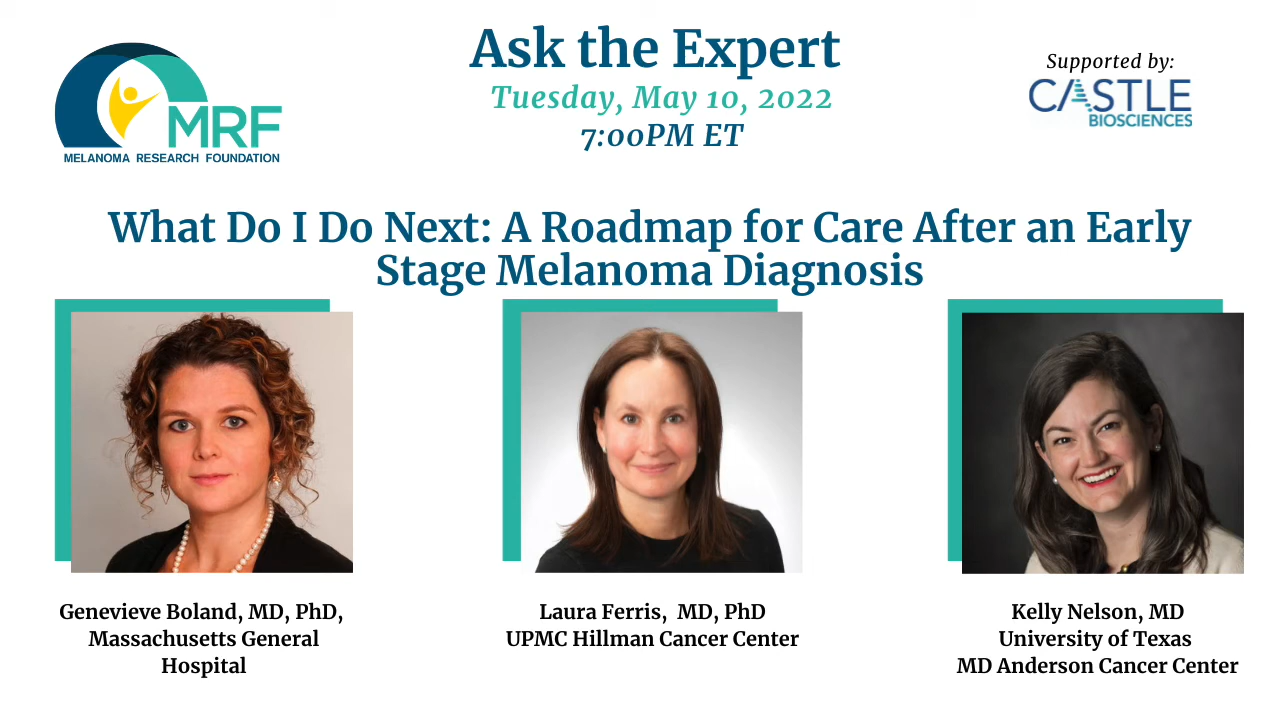 MRF
MELANOMA RESEARCH FOUNDATION
Ask the Expert
Tuesday, May 10, 2022
7:00PM ET
Supported by:
CASTLE
BIOSCIENCES
What Do I Do Next: A Roadmap for Care After an Early
Stage Melanoma Diagnosis
Genevieve Boland, MD, PhD,
Massachusetts General
Hospital
Laura Ferris,  MD, PhD
UPMC Hillman Cancer Center
Kelly Nelson, MD
University of Texas
MD Anderson Cancer Center